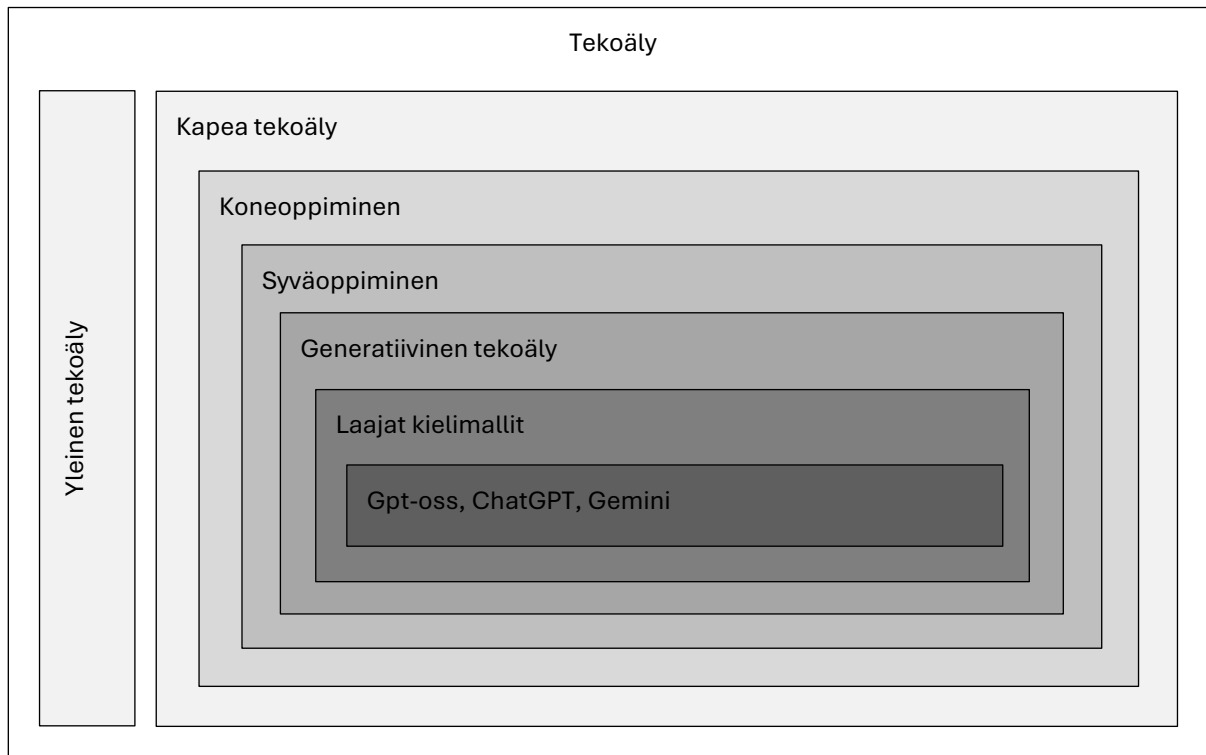 Tekoäly
Yleinen tekoäly
Kapea tekoäly
Koneoppiminen
Syväoppiminen
Generatiivinen tekoäly
Laajat kielimallit
Gpt-oss, ChatGPT, Gemini